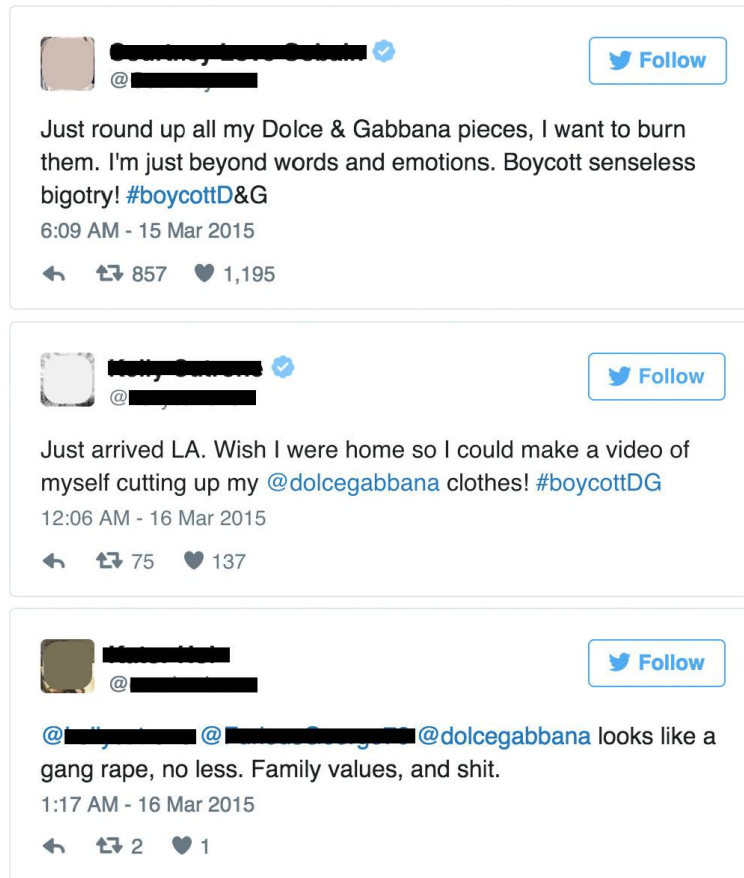 @
Follow
Just round up all my Dolce & Gabbana pieces, I want to burn
them. I'm just beyond words and emotions. Boycott senseless
bigotry! #boycottD&G
6:09 AM - 15 Mar 2015
857 1,195
@
Follow
Just arrived LA. Wish I were home so I could make a video of
myself cutting up my @dolcegabbana clothes! #boycottDG
12:06 AM - 16 Mar 2015
75 137
@
Follow
@ @ @dolcegabbana looks like a
gang rape, no less. Family values, and shit.
1:17 AM - 16 Mar 2015
2 1